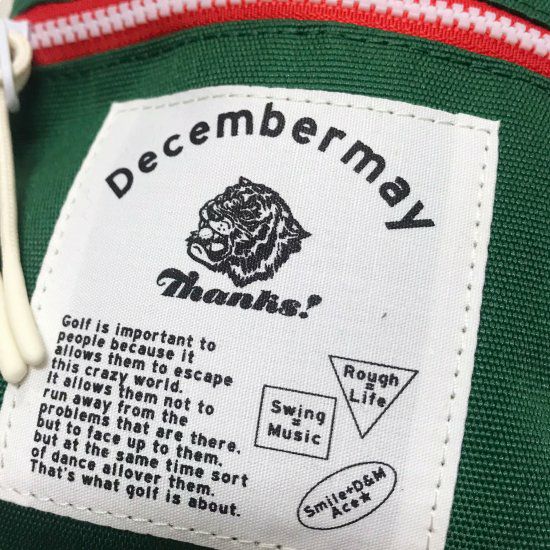 Decembermay
Thanks!
Golf is important to
people because it
allows them to escape
this crazy world.
It allows them not to
run away from the
problems that are there.
but to face up to them.
but at the same time sort
of dance allover them.
That's what golf is about.
Rough
=
Life
Swing
=
Music
Smile+D&M
Ace★